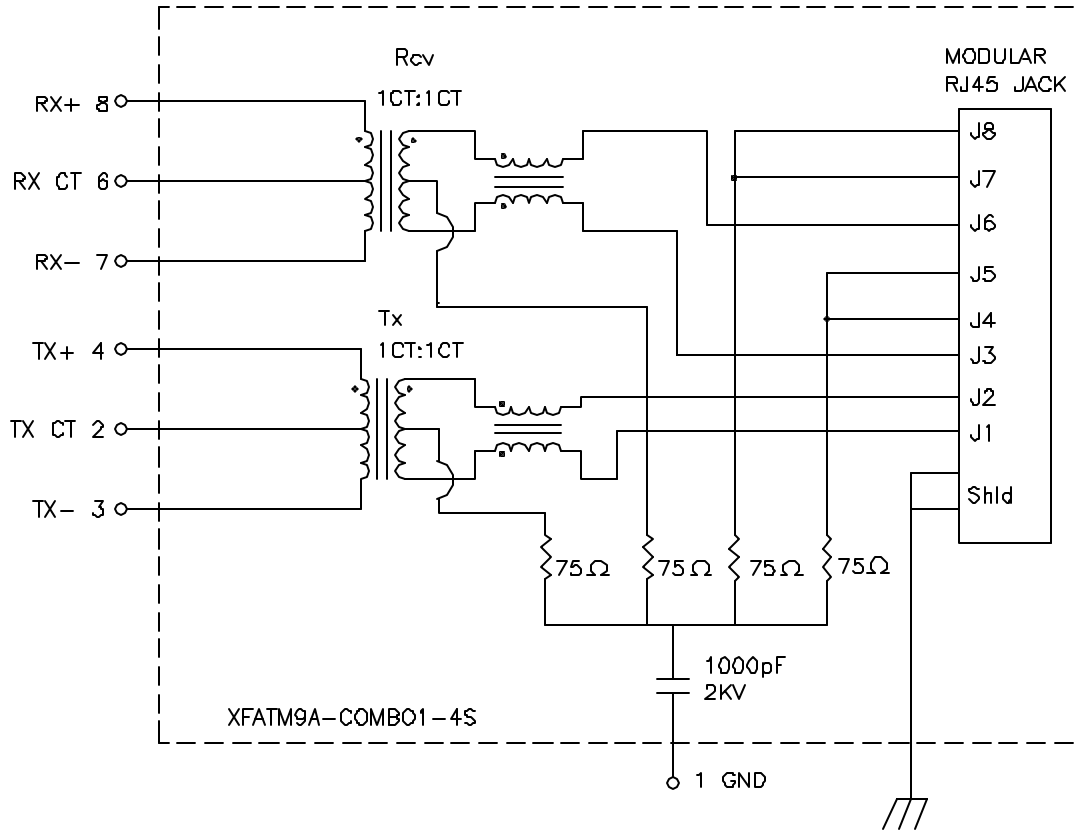 Rcv
1CT:1CT
MODULAR
RJ45 JACK
RX+ 8
RX CT 6
RX- 7
TX+ 4
TX CT 2
TX- 3
Tx
1CT:1CT
J8
J7
J6
J5
J4
J3
J2
J1
Shld
75Ω
75Ω
75Ω
75Ω
1000pF
2KV
XFATM9A-COMBO1-4S
1 GND